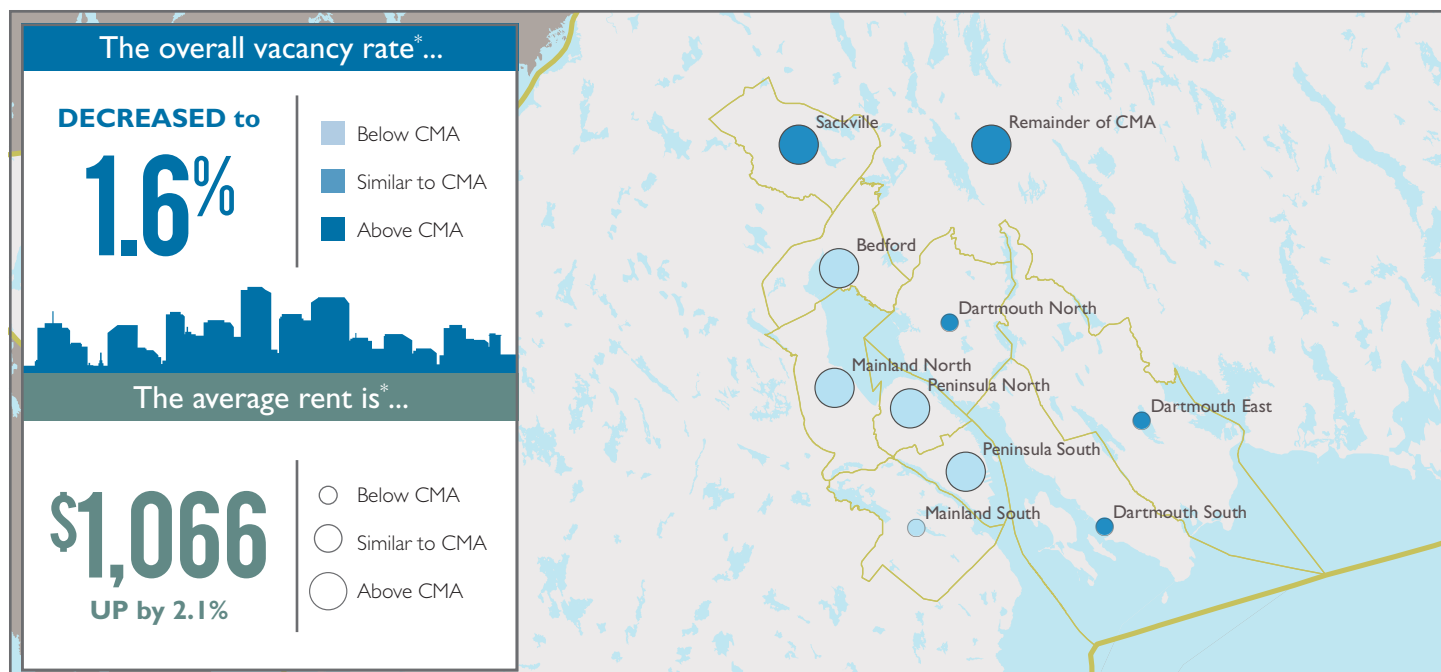 The overall vacancy rate*...
DECREASED to
1.6%
Below CMA
Similar to CMA
Above CMA
The average rent is*...
$1,066
UP by 2.1%
Below CMA
Similar to CMA
Above CMA
Sackville
Remainder of CMA
Bedford
Dartmouth North
Mainland North
Peninsula North
Dartmouth East
Peninsula South
Mainland South
Dartmouth South